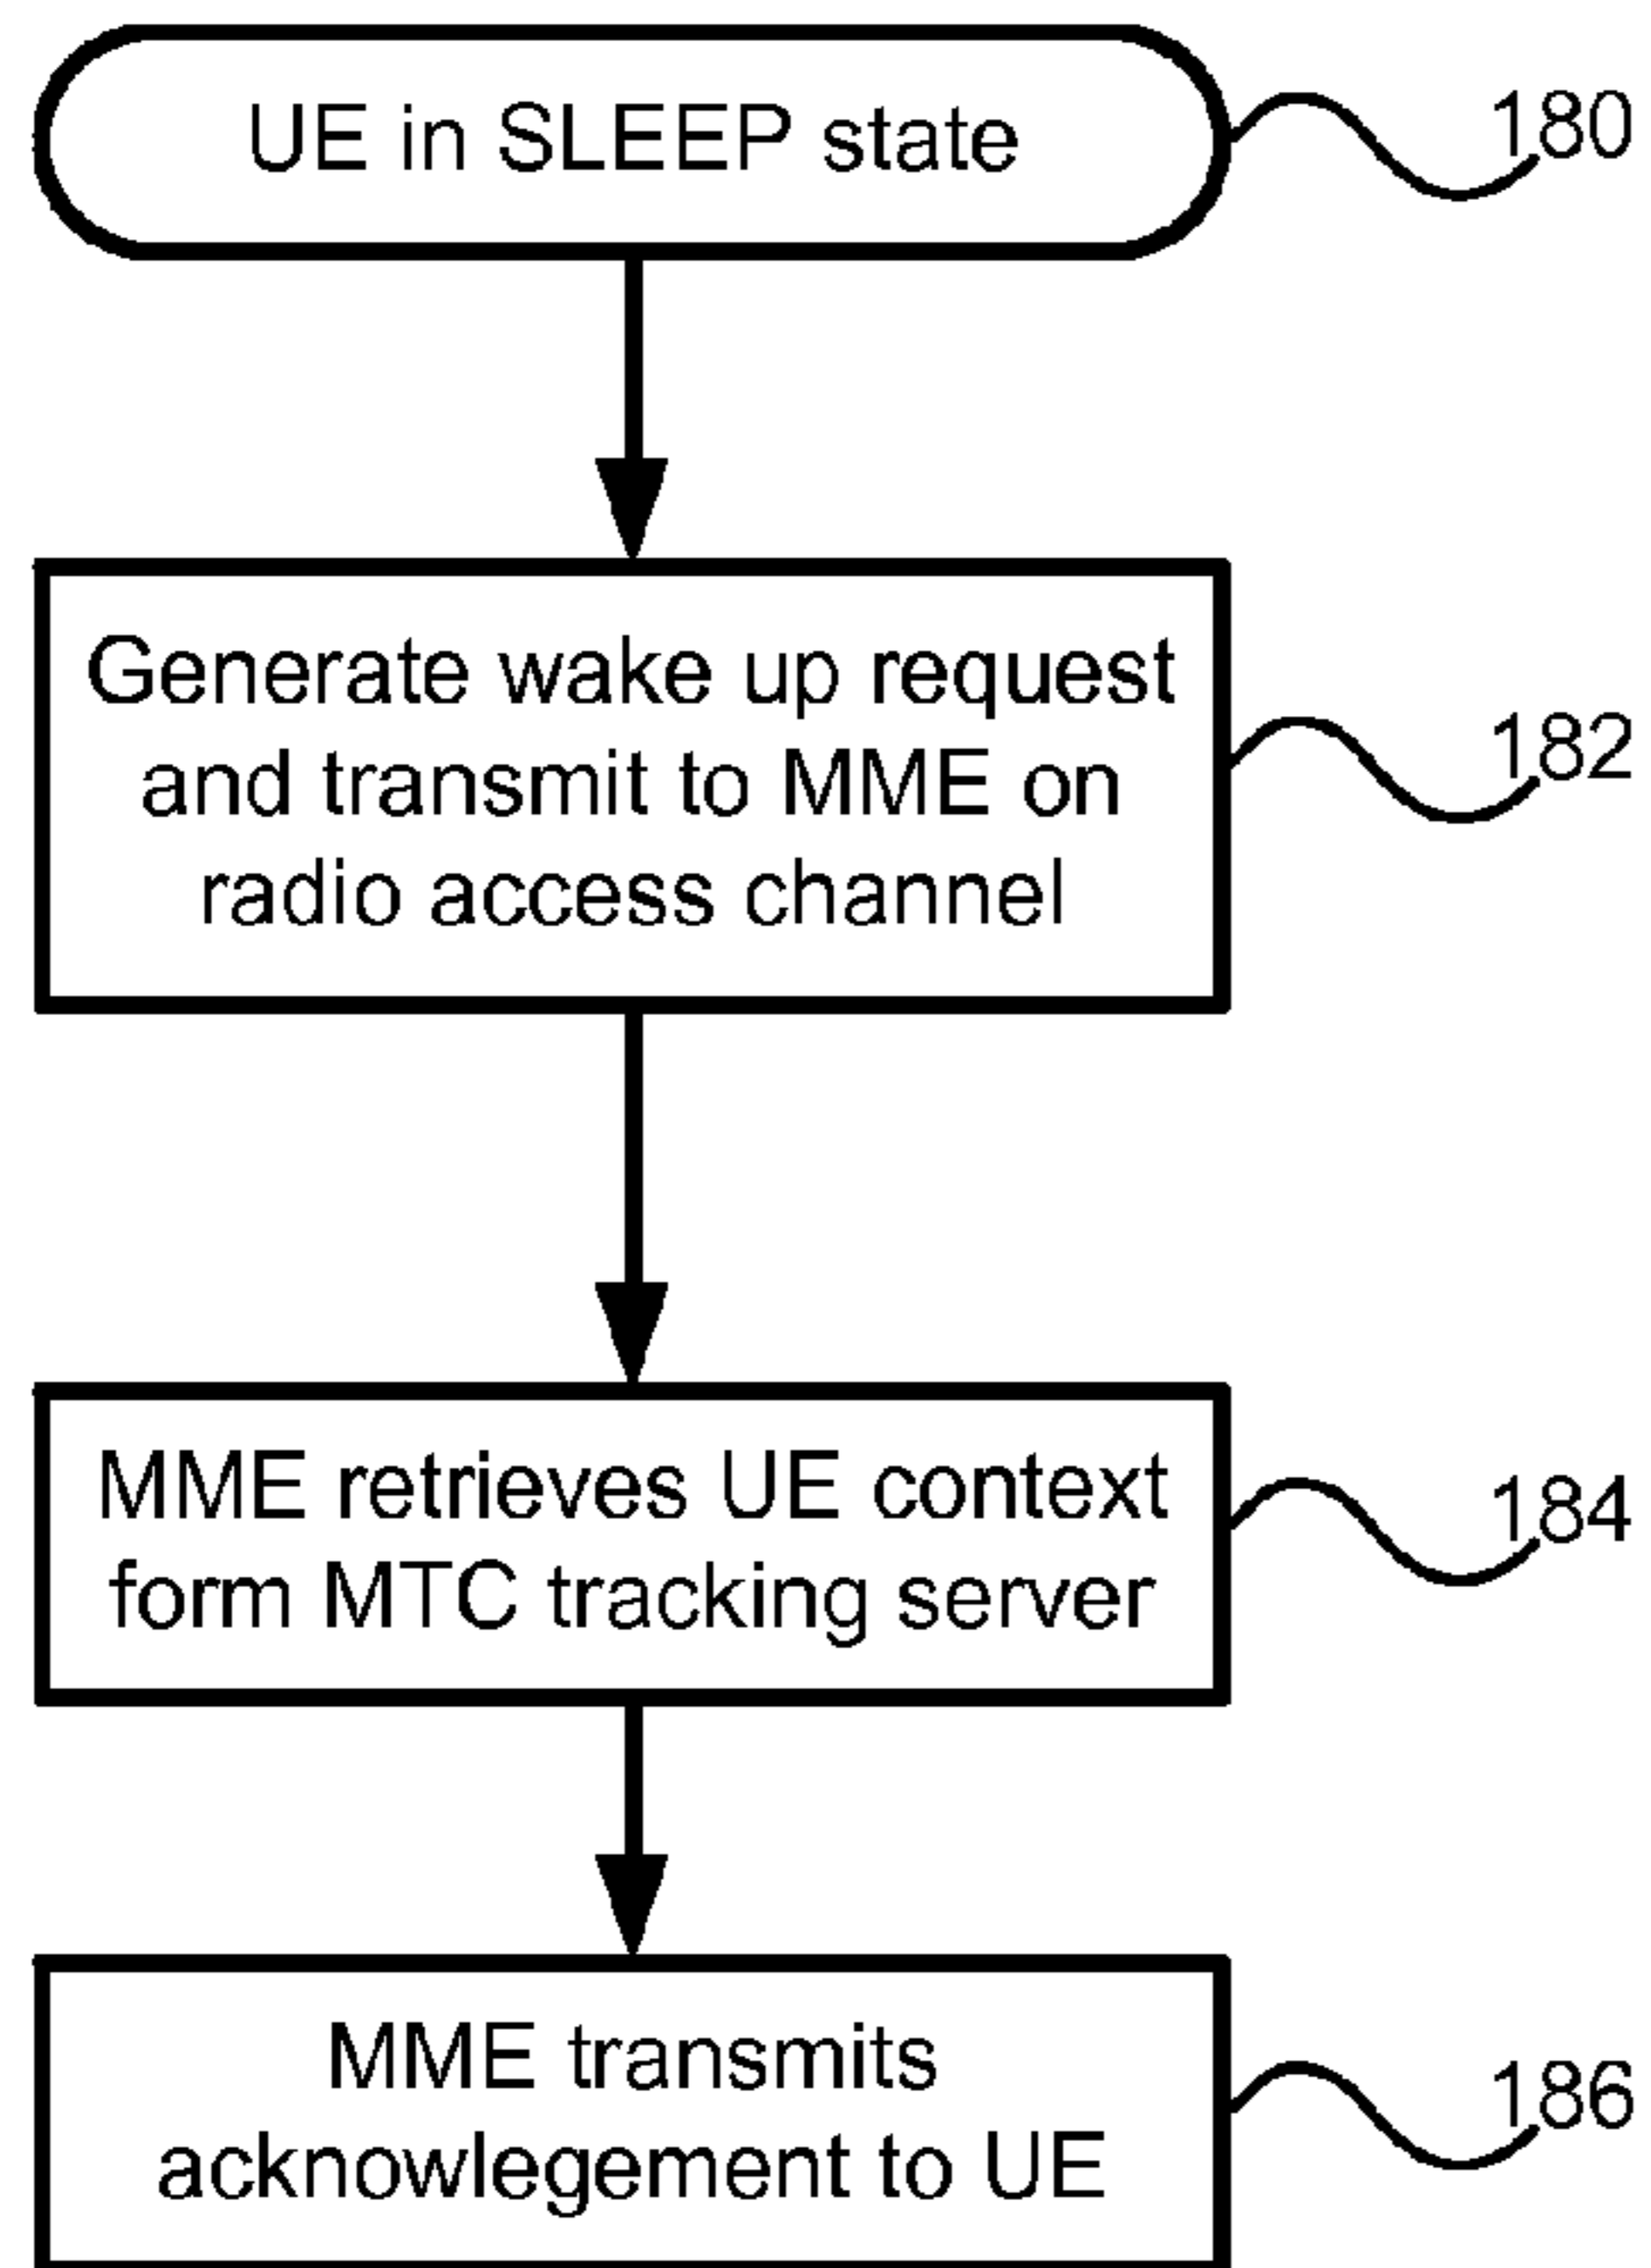 UE in SLEEP state
180
Generate wake up request
and transmit to MME on
radio access channel
182
MME retrieves UE context
form MTC tracking server
184
MME transmits
acknowlegement to UE
186